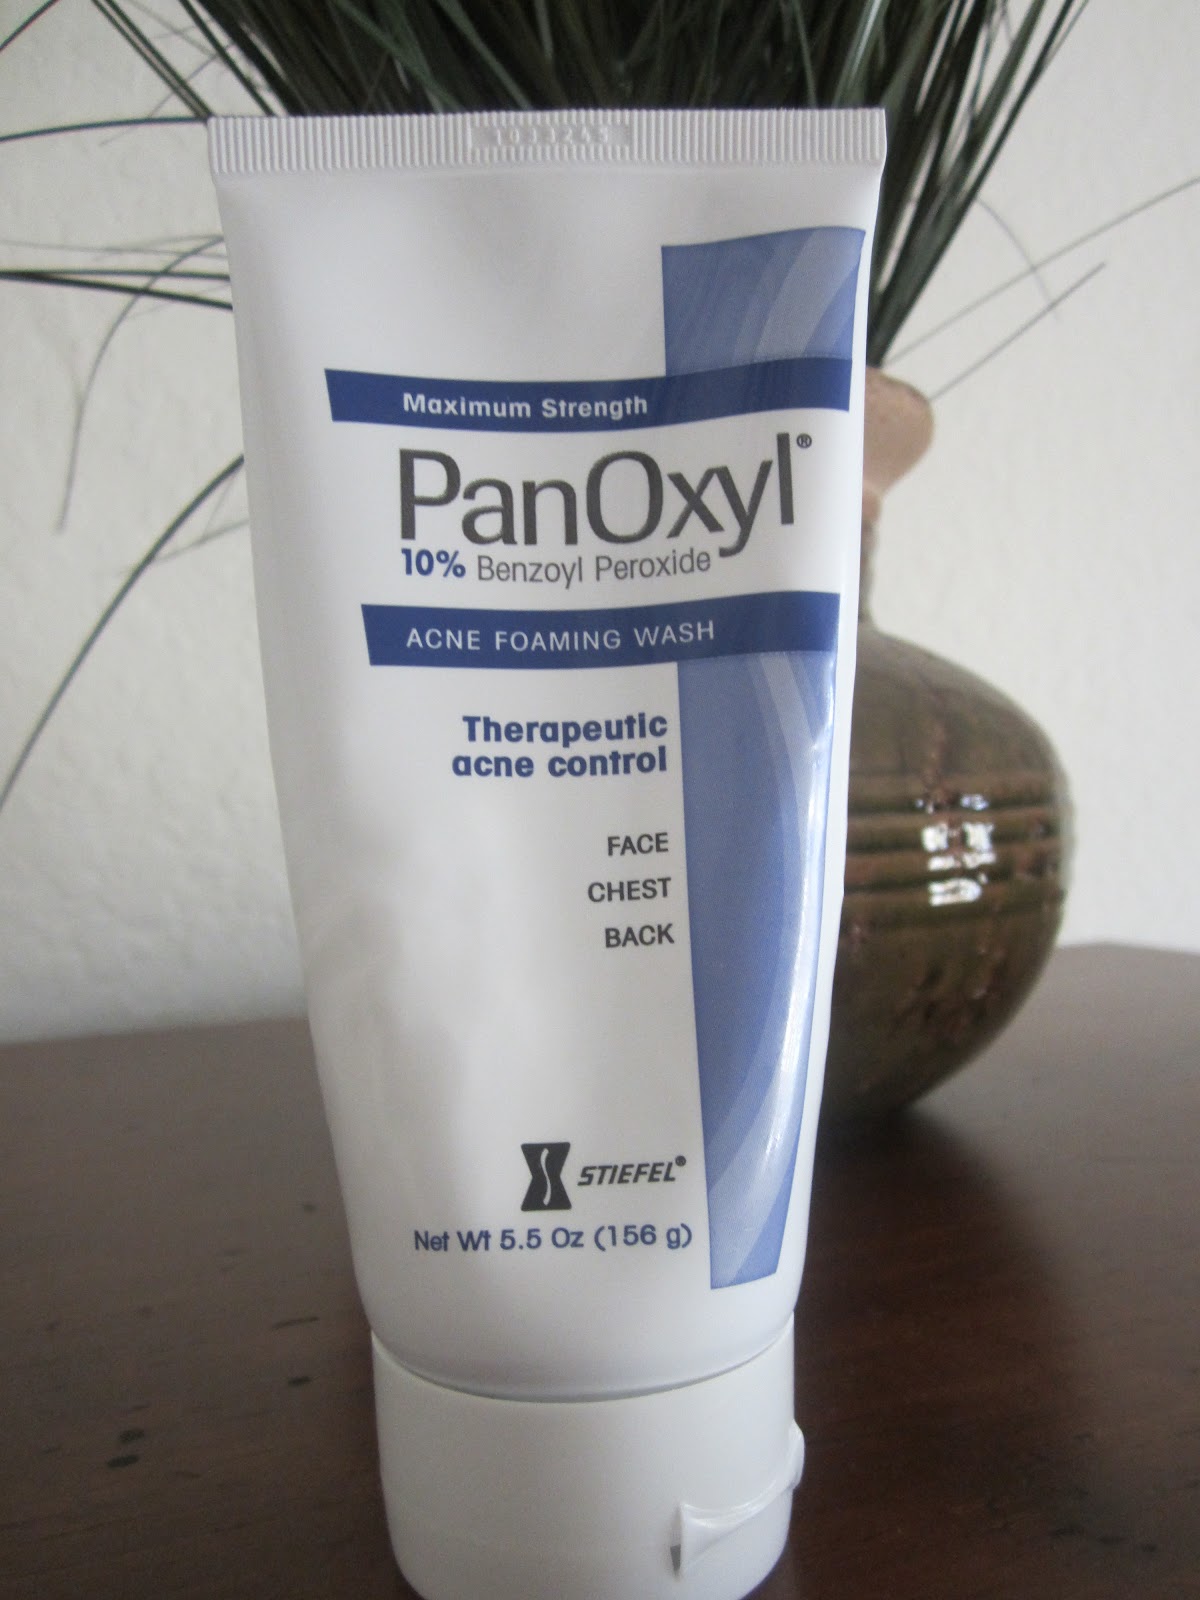 Maximum Strength
PanOxyl®
10% Benzoyl Peroxide
ACNE FOAMING WASH
Therapeutic
acne control
FACE
CHEST
BACK
STIEFEL®
Net Wt 5.5 Oz (156 g)